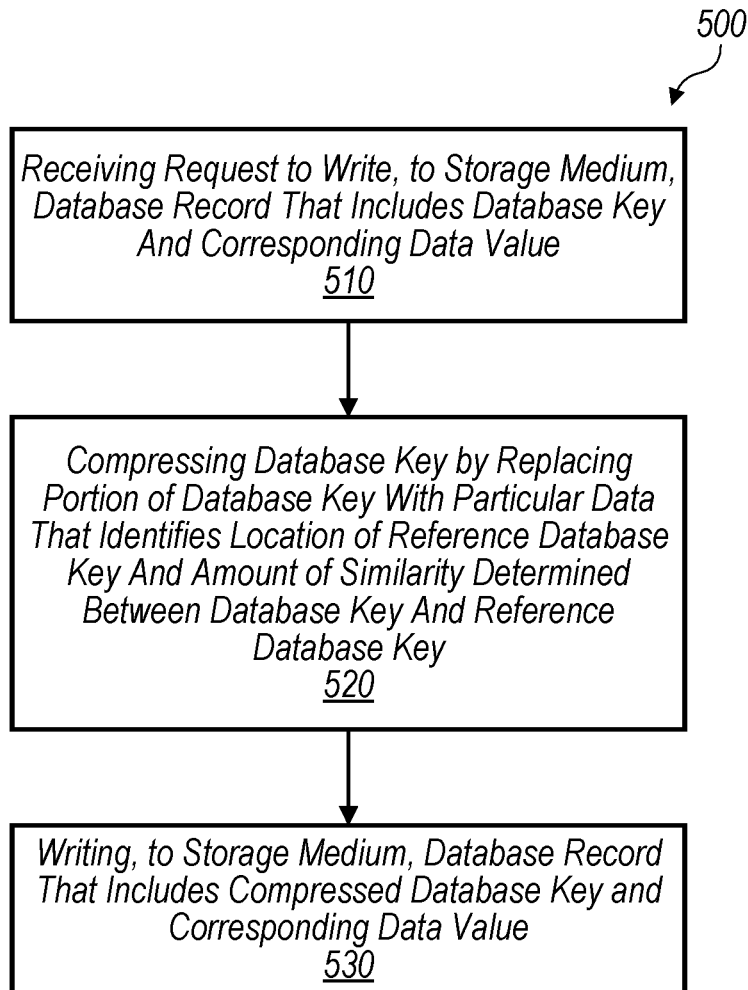 500
Receiving Request to Write, to Storage Medium,
Database Record That Includes Database Key
And Corresponding Data Value
510
Compressing Database Key by Replacing
Portion of Database Key With Particular Data
That Identifies Location of Reference Database
Key And Amount of Similarity Determined
Between Database Key And Reference
Database Key
520
Writing, to Storage Medium, Database Record
That Includes Compressed Database Key and
Corresponding Data Value
530